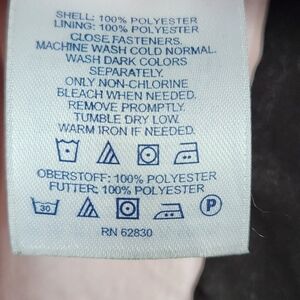 SHELL: 100% POLYESTER
LINING: 100% POLYESTER
CLOSE FASTENERS.
MACHINE WASH COLD NORMAL.
WASH DARK COLORS
SEPARATELY.
ONLY NON-CHLORINE
BLEACH WHEN NEEDED.
REMOVE PROMPTLY.
TUMBLE DRY LOW.
WARM IRON IF NEEDED.
OBERSTOFF: 100% POLYESTER
FUTTER: 100% POLYESTER
30 P
RN 62830